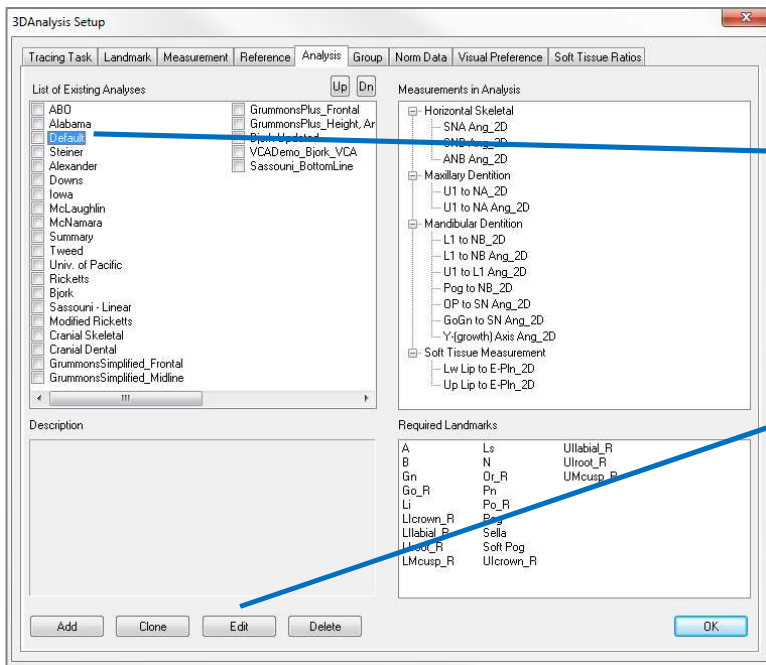 3DAnalysis Setup
Tracing Task Landmark Measurement Reference Analysis Group Norm Data Visual Preference Soft Tissue Ratios
List of Existing Analyses
Up Dn
ABO
Alabama
Default
Steiner
Alexander
Downs
Iowa
McLaughlin
McNamara
Summary
Tweed
Univ. of Pacific
Ricketts
Bjork
Sassouni - Linear
Modified Ricketts
Cranial Skeletal
Cranial Dental
GrummonsSimplified_Frontal
GrummonsSimplified_Midline
GrummonsPlus_Frontal
GrummonsPlus_Height, Ar
Bjork Updated
VCADemo_Bjork_VCA
Sassouni_BottomLine
Measurements in Analysis
Horizontal Skeletal
SNA Ang_2D
SNB Ang_2D
ANB Ang_2D
Maxillary Dentition
U1 to NA_2D
U1 to NA Ang_2D
Mandibular Dentition
L1 to NB_2D
L1 to NB Ang_2D
U1 to L1 Ang_2D
Pog to NB_2D
OP to SN Ang_2D
GoGn to SN Ang_2D
Y-(growth) Axis Ang_2D
Soft Tissue Measurement
Lw Lip to E-Pln_2D
Up Lip to E-Pln_2D
Description
Required Landmarks
A
B
Gn
Go_R
Li
LIcrown_R
LIlabial_R
LIroot_R
LMcusp_R
Ls
N
Or_R
Pn
Po_R
Pog
Sella
Soft Pog
UIcrown_R
UIlabial_R
UIroot_R
UMcusp_R
Add Clone Edit Delete OK